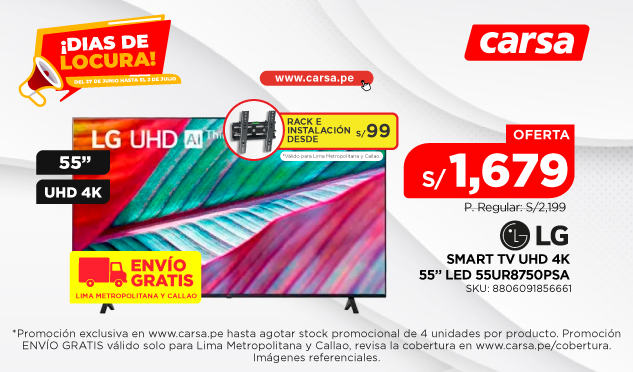 ¡DIAS DE
LOCURA!
DEL 27 DE JUNIO HASTA EL 3 DE JULIO
carsa
www.carsa.pe
LG UHD AI Thin
RACK E
INSTALACIÓN
DESDE
S/99
*Válido para Lima Metropolitana y Callao.
55”
UHD 4K
OFERTA
S/1,679
P. Regular: S/2,199
LG
SMART TV UHD 4K
55” LED 55UR8750PSA
SKU: 8806091856661
ENVÍO
GRATIS
LIMA METROPOLITANA Y CALLAO
*Promoción exclusiva en www.carsa.pe hasta agotar stock promocional de 4 unidades por producto. Promoción
ENVÍO GRATIS válido solo para Lima Metropolitana y Callao, revisa la cobertura en www.carsa.pe/cobertura.
Imágenes referenciales.